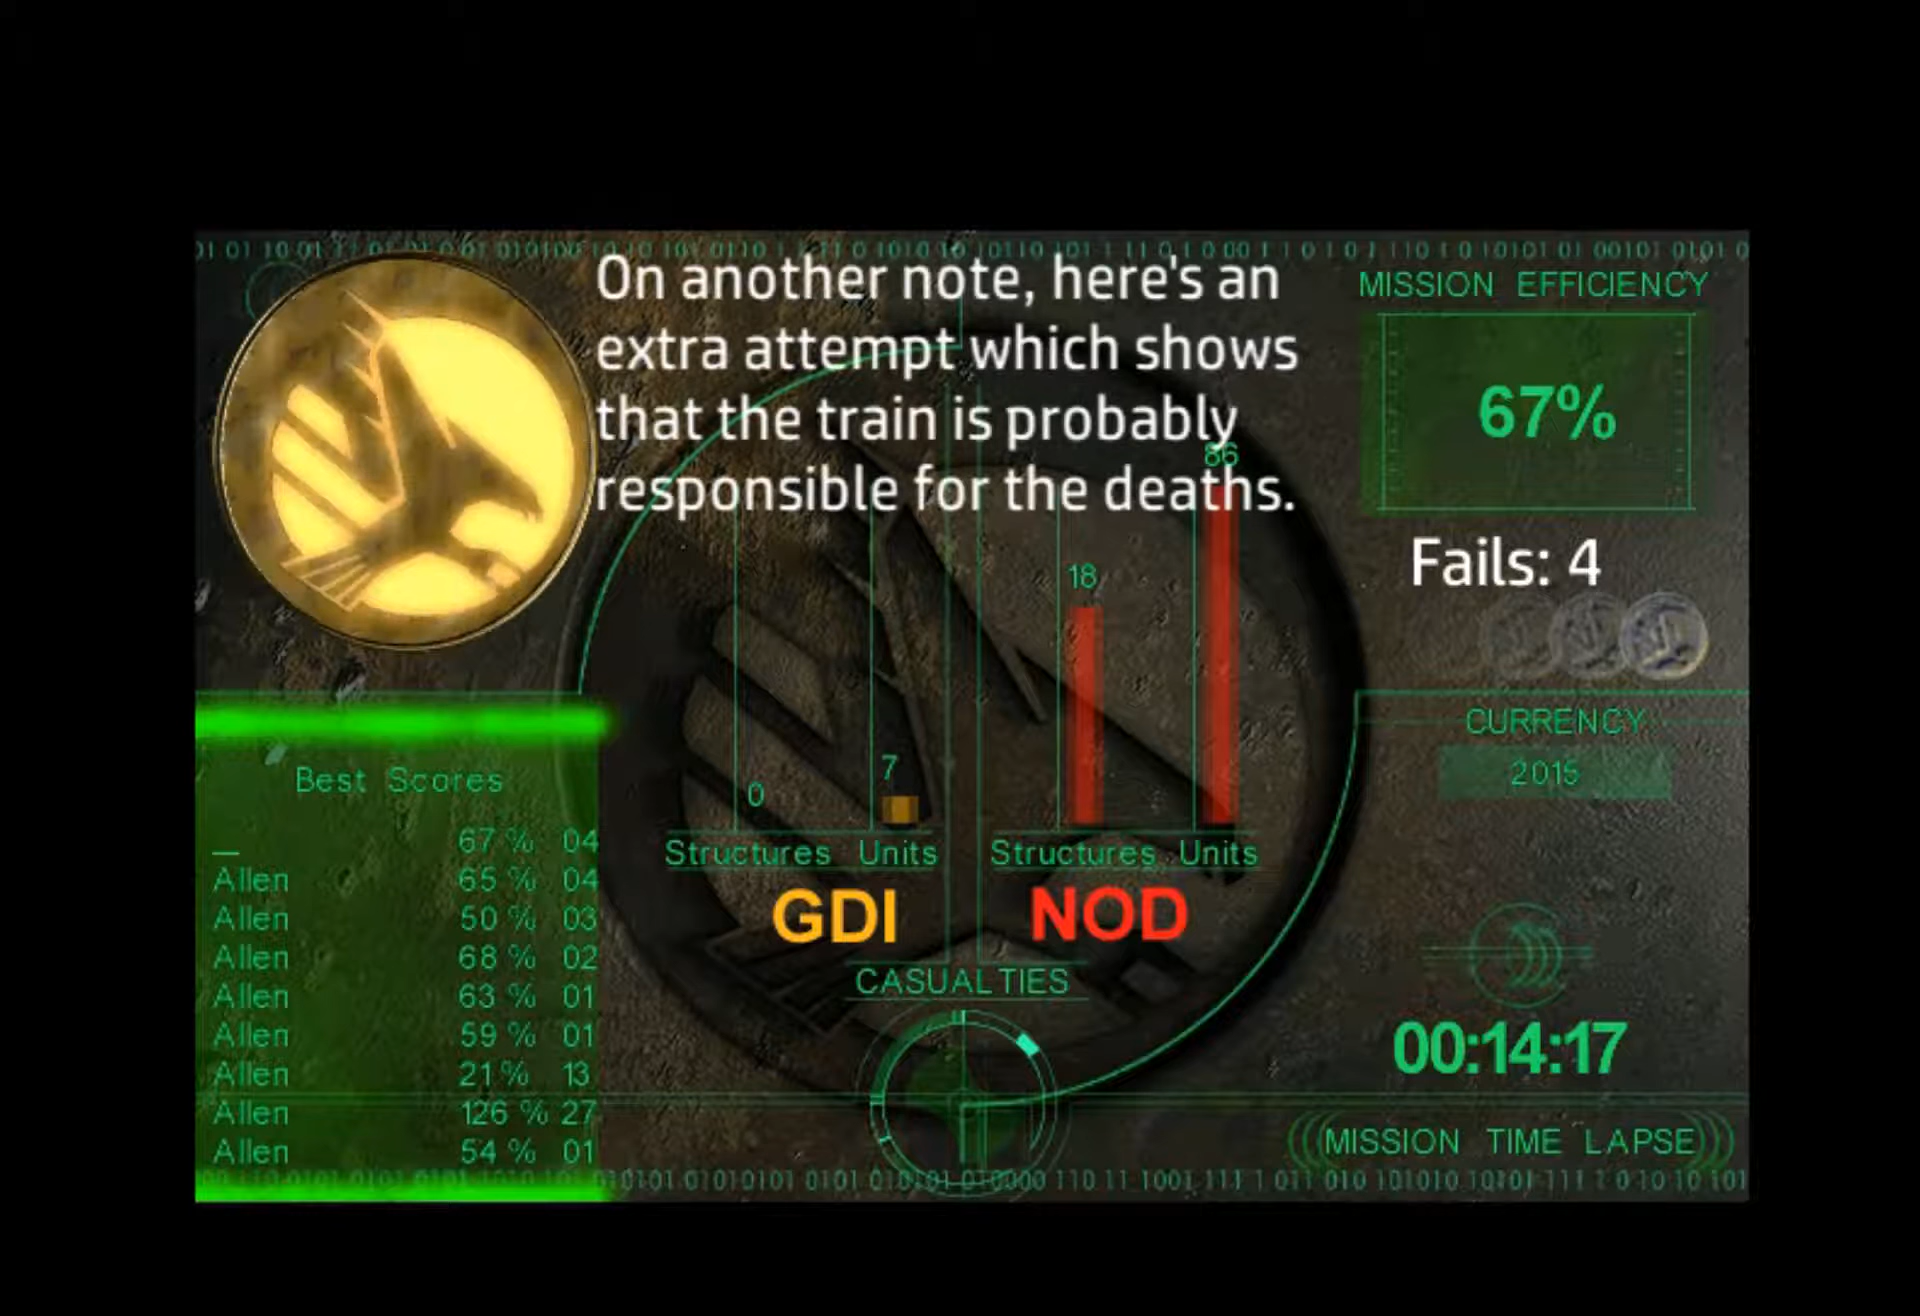 On another note, here's an
extra attempt which shows
that the train is probably
responsible for the deaths.
MISSION EFFICIENCY
67%
Fails: 4
CURRENCY
2015
00:14:17
MISSION TIME LAPSE
86
18
7
0
Structures Units
Structures Units
GDI
NOD
CASUALTIES
Best Scores
_ 67 % 04
Allen 65 % 04
Allen 50 % 03
Allen 68 % 02
Allen 63 % 01
Allen 59 % 01
Allen 21 % 13
Allen 126 % 27
Allen 54 % 01